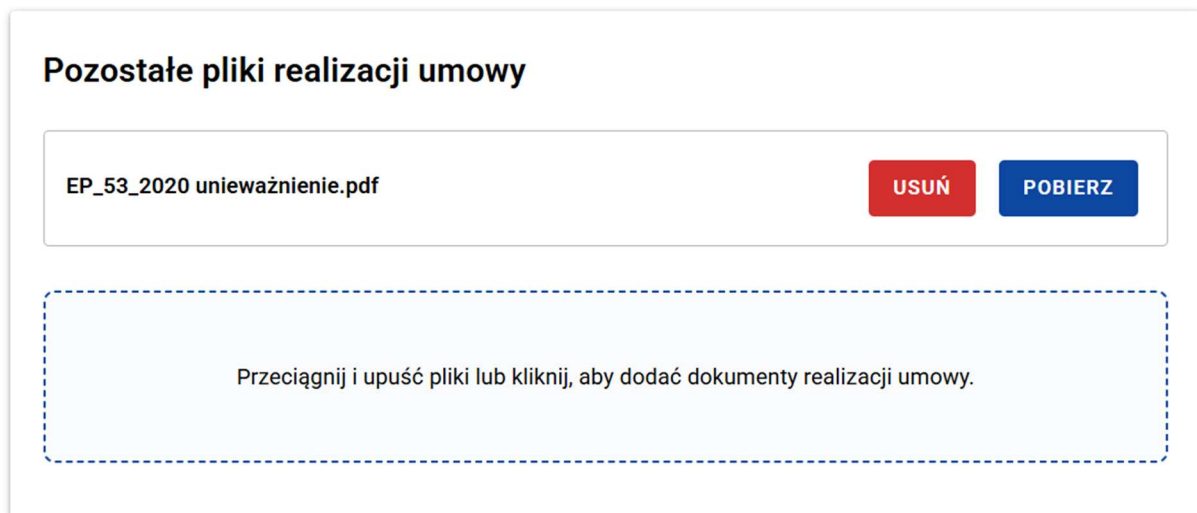 Pozostałe pliki realizacji umowy
EP_53_2020 unieważnienie.pdf
USUŃ
POBIERZ
Przeciągnij i upuść pliki lub kliknij, aby dodać dokumenty realizacji umowy.